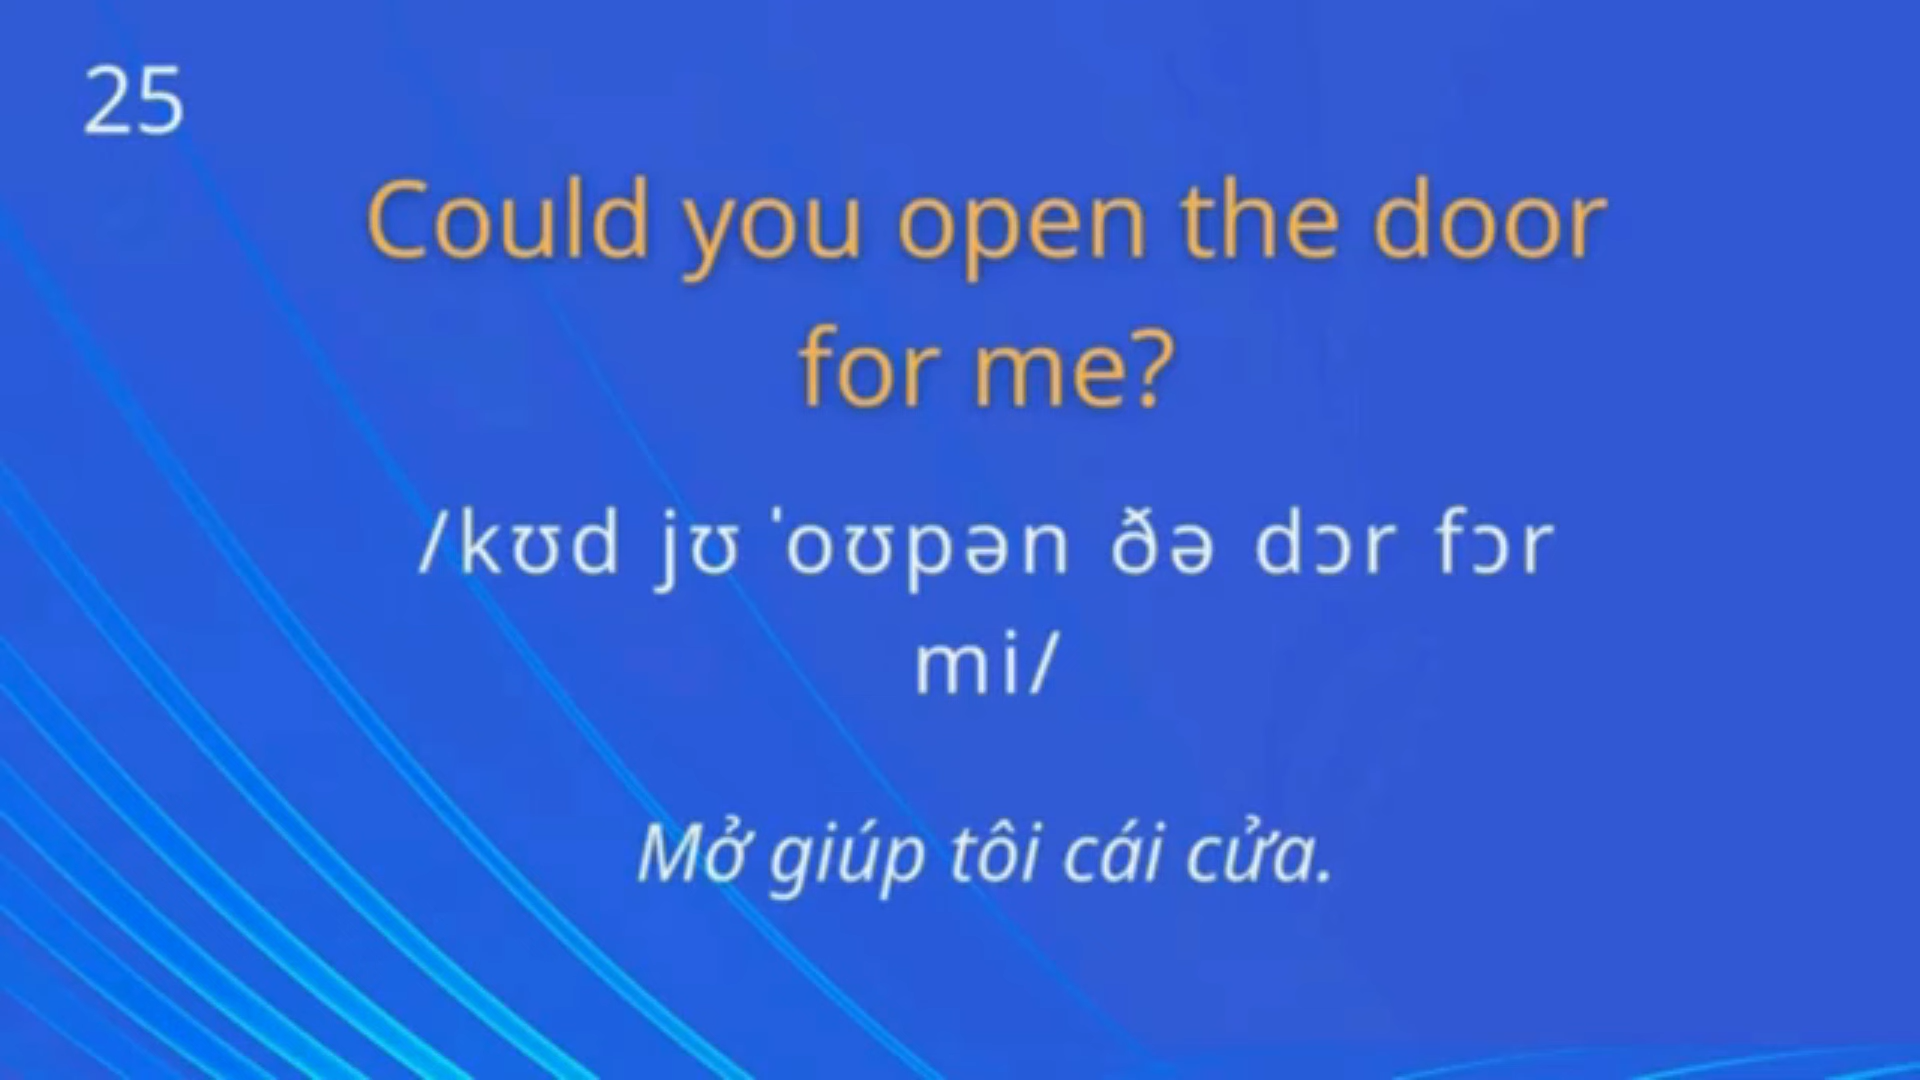 25
Could you open the door
for me?
/kʊd jʊ ˈoʊpən ðə dɔr fɔr
mi/
Mở giúp tôi cái cửa.